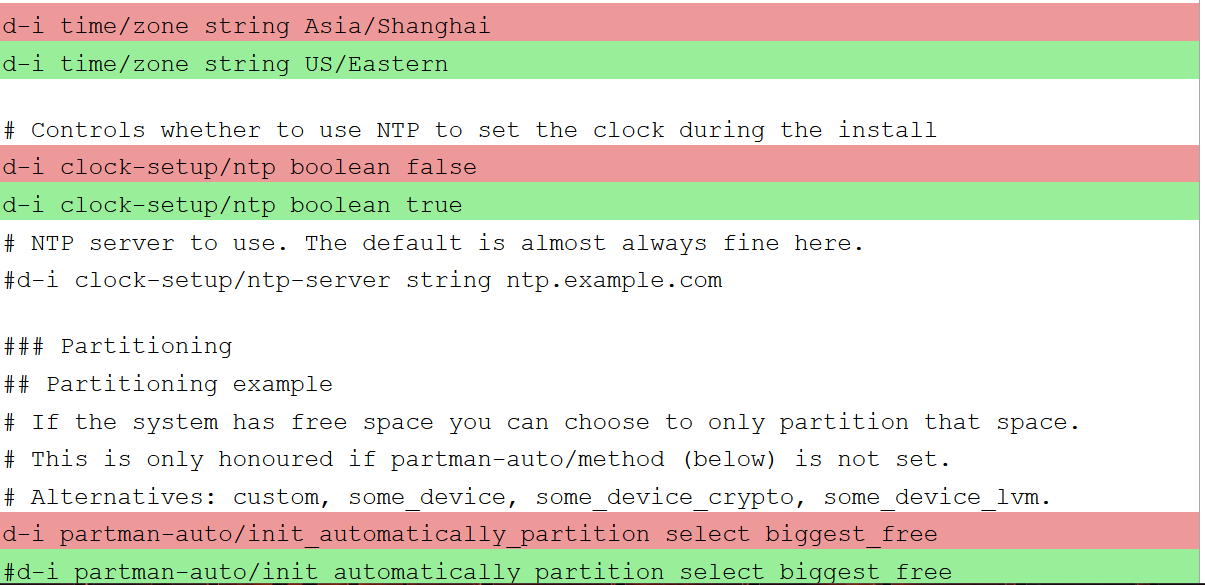 d-i time/zone string Asia/Shanghai
d-i time/zone string US/Eastern
# Controls whether to use NTP to set the clock during the install
d-i clock-setup/ntp boolean false
d-i clock-setup/ntp boolean true
# NTP server to use. The default is almost always fine here.
#d-i clock-setup/ntp-server string ntp.example.com
### Partitioning
## Partitioning example
# If the system has free space you can choose to only partition that space.
# This is only honoured if partman-auto/method (below) is not set.
# Alternatives: custom, some_device, some_device_crypto, some_device_lvm.
d-i partman-auto/init_automatically_partition select biggest_free
#d-i partman-auto/init_automatically_partition select biggest_free